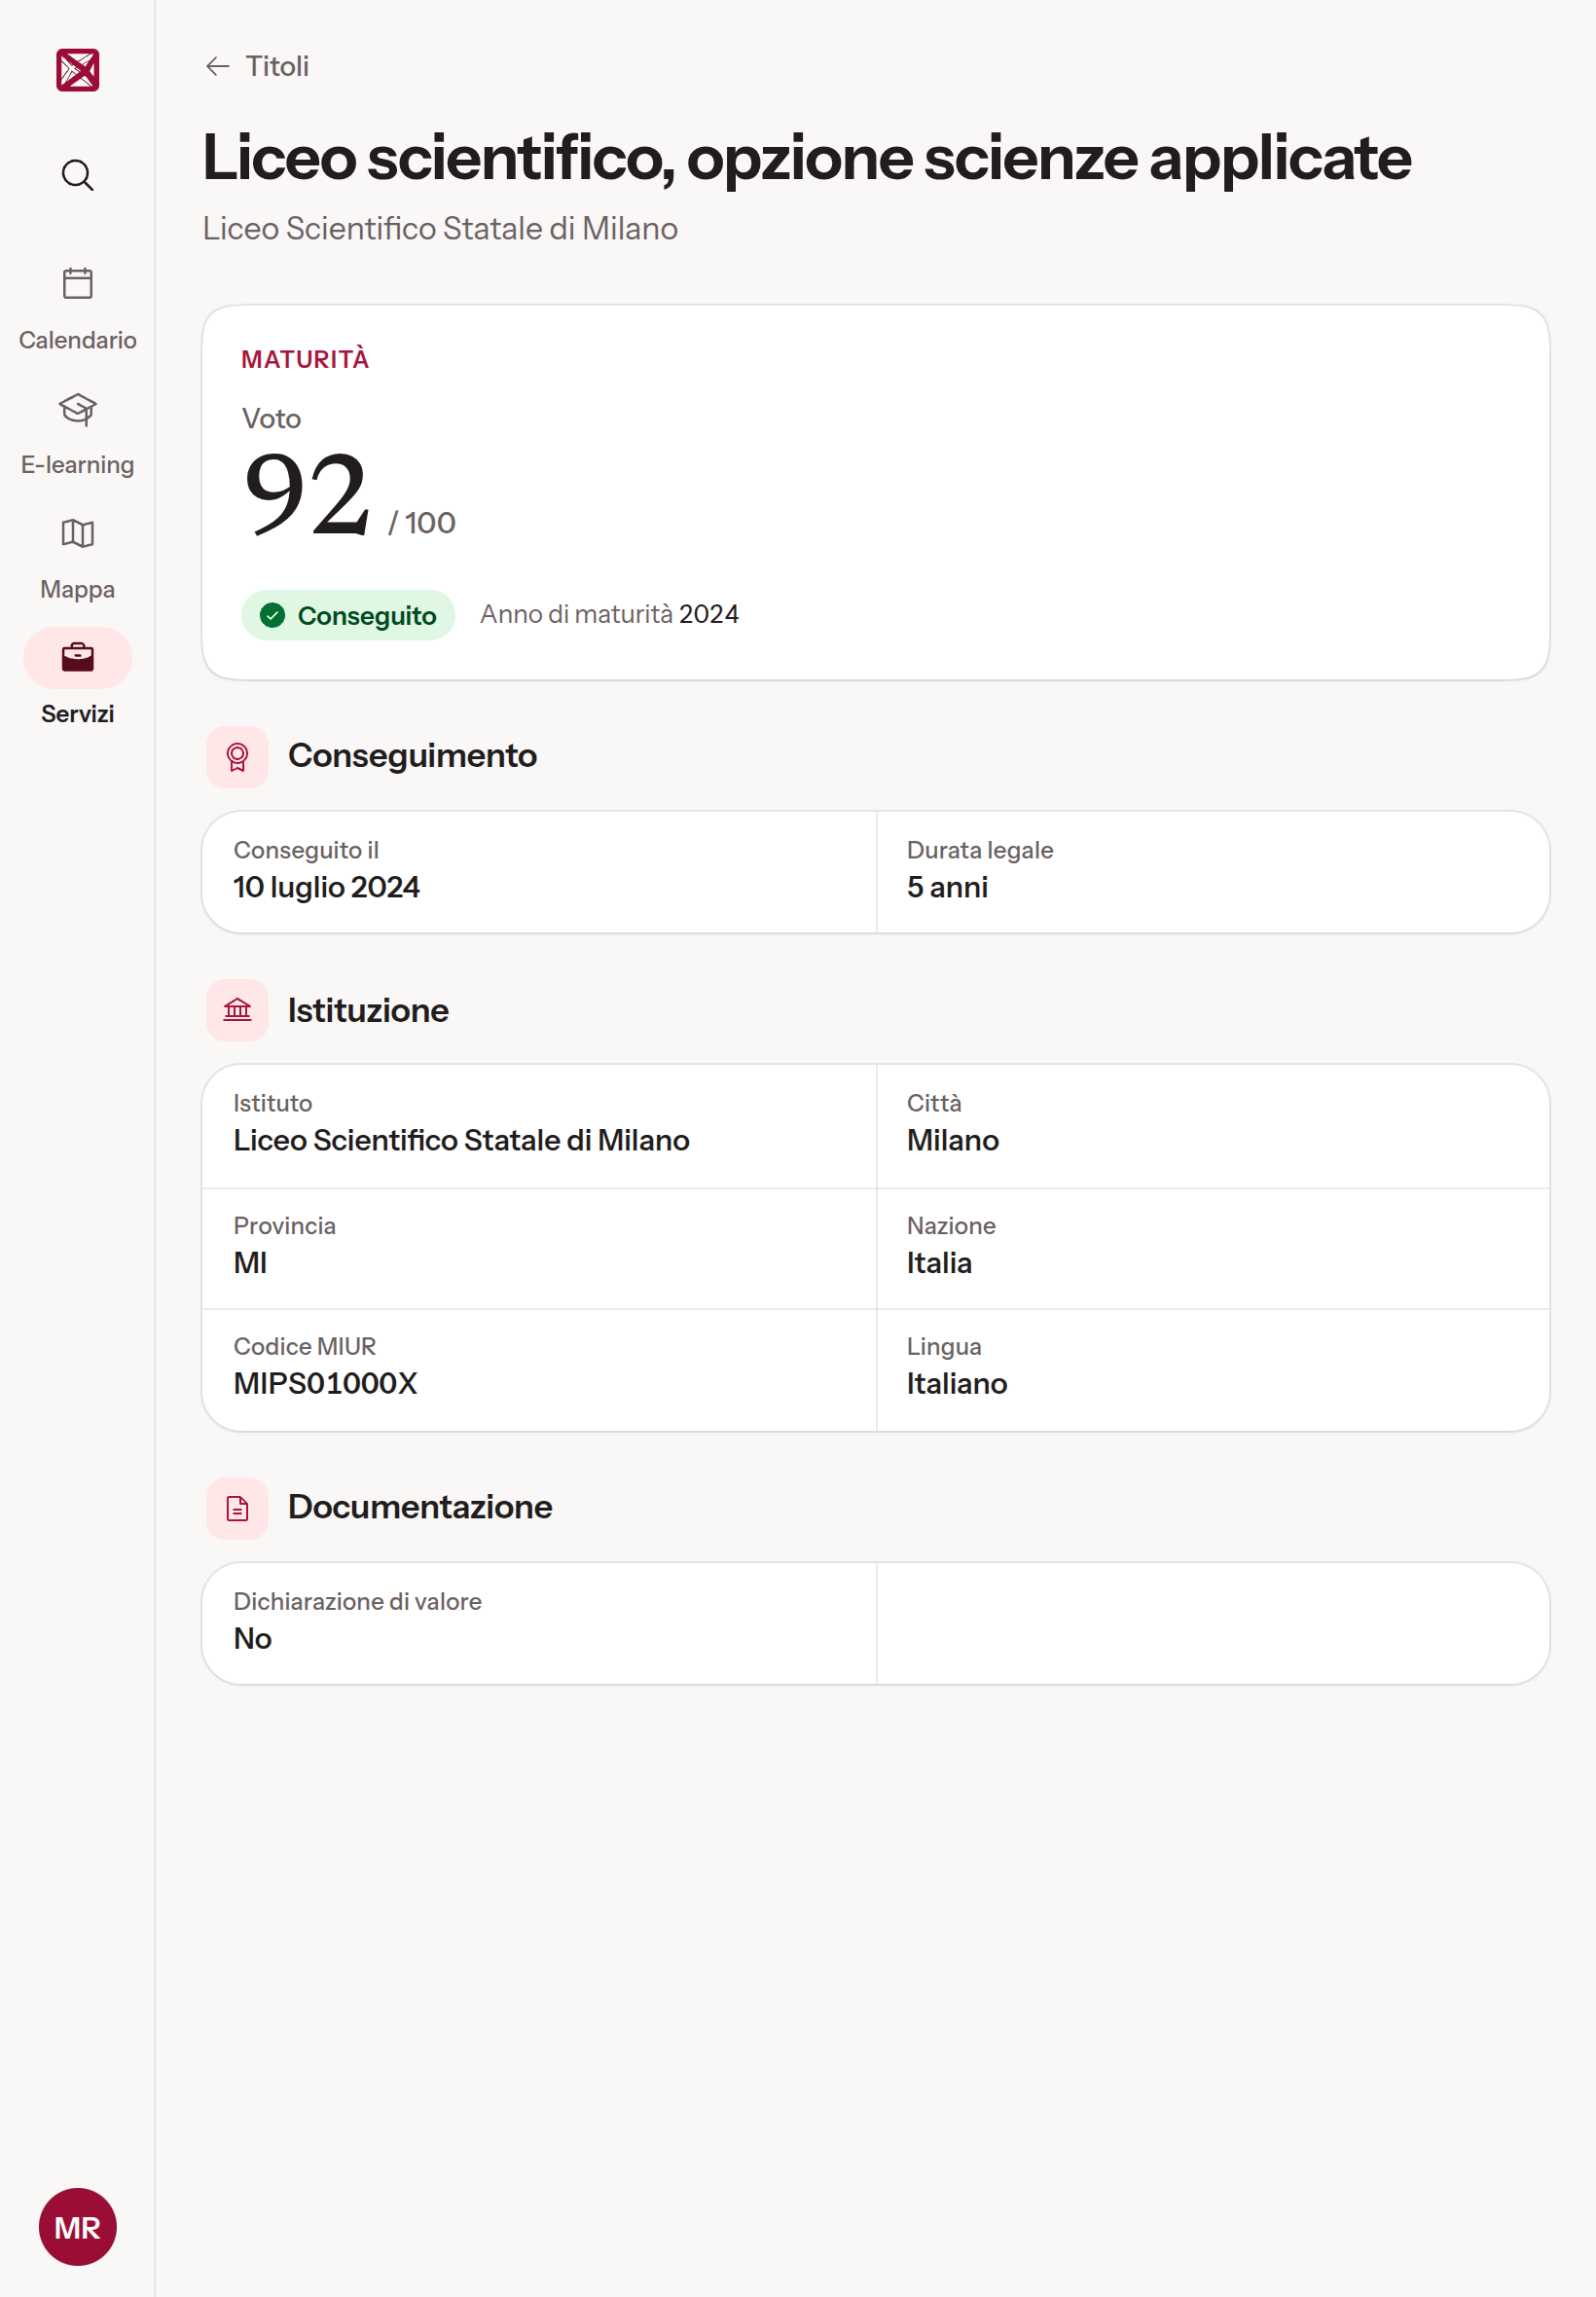 Titoli
Liceo scientifico, opzione scienze applicate
Liceo Scientifico Statale di Milano
Calendario
E-learning
Mappa
Servizi
MATURITÀ
Voto
92 / 100
Conseguito Anno di maturità 2024
Conseguimento
Conseguito il
10 luglio 2024
Durata legale
5 anni
Istituzione
Istituto
Liceo Scientifico Statale di Milano
Città
Milano
Provincia
MI
Nazione
Italia
Codice MIUR
MIPS01000X
Lingua
Italiano
Documentazione
Dichiarazione di valore
No
MR